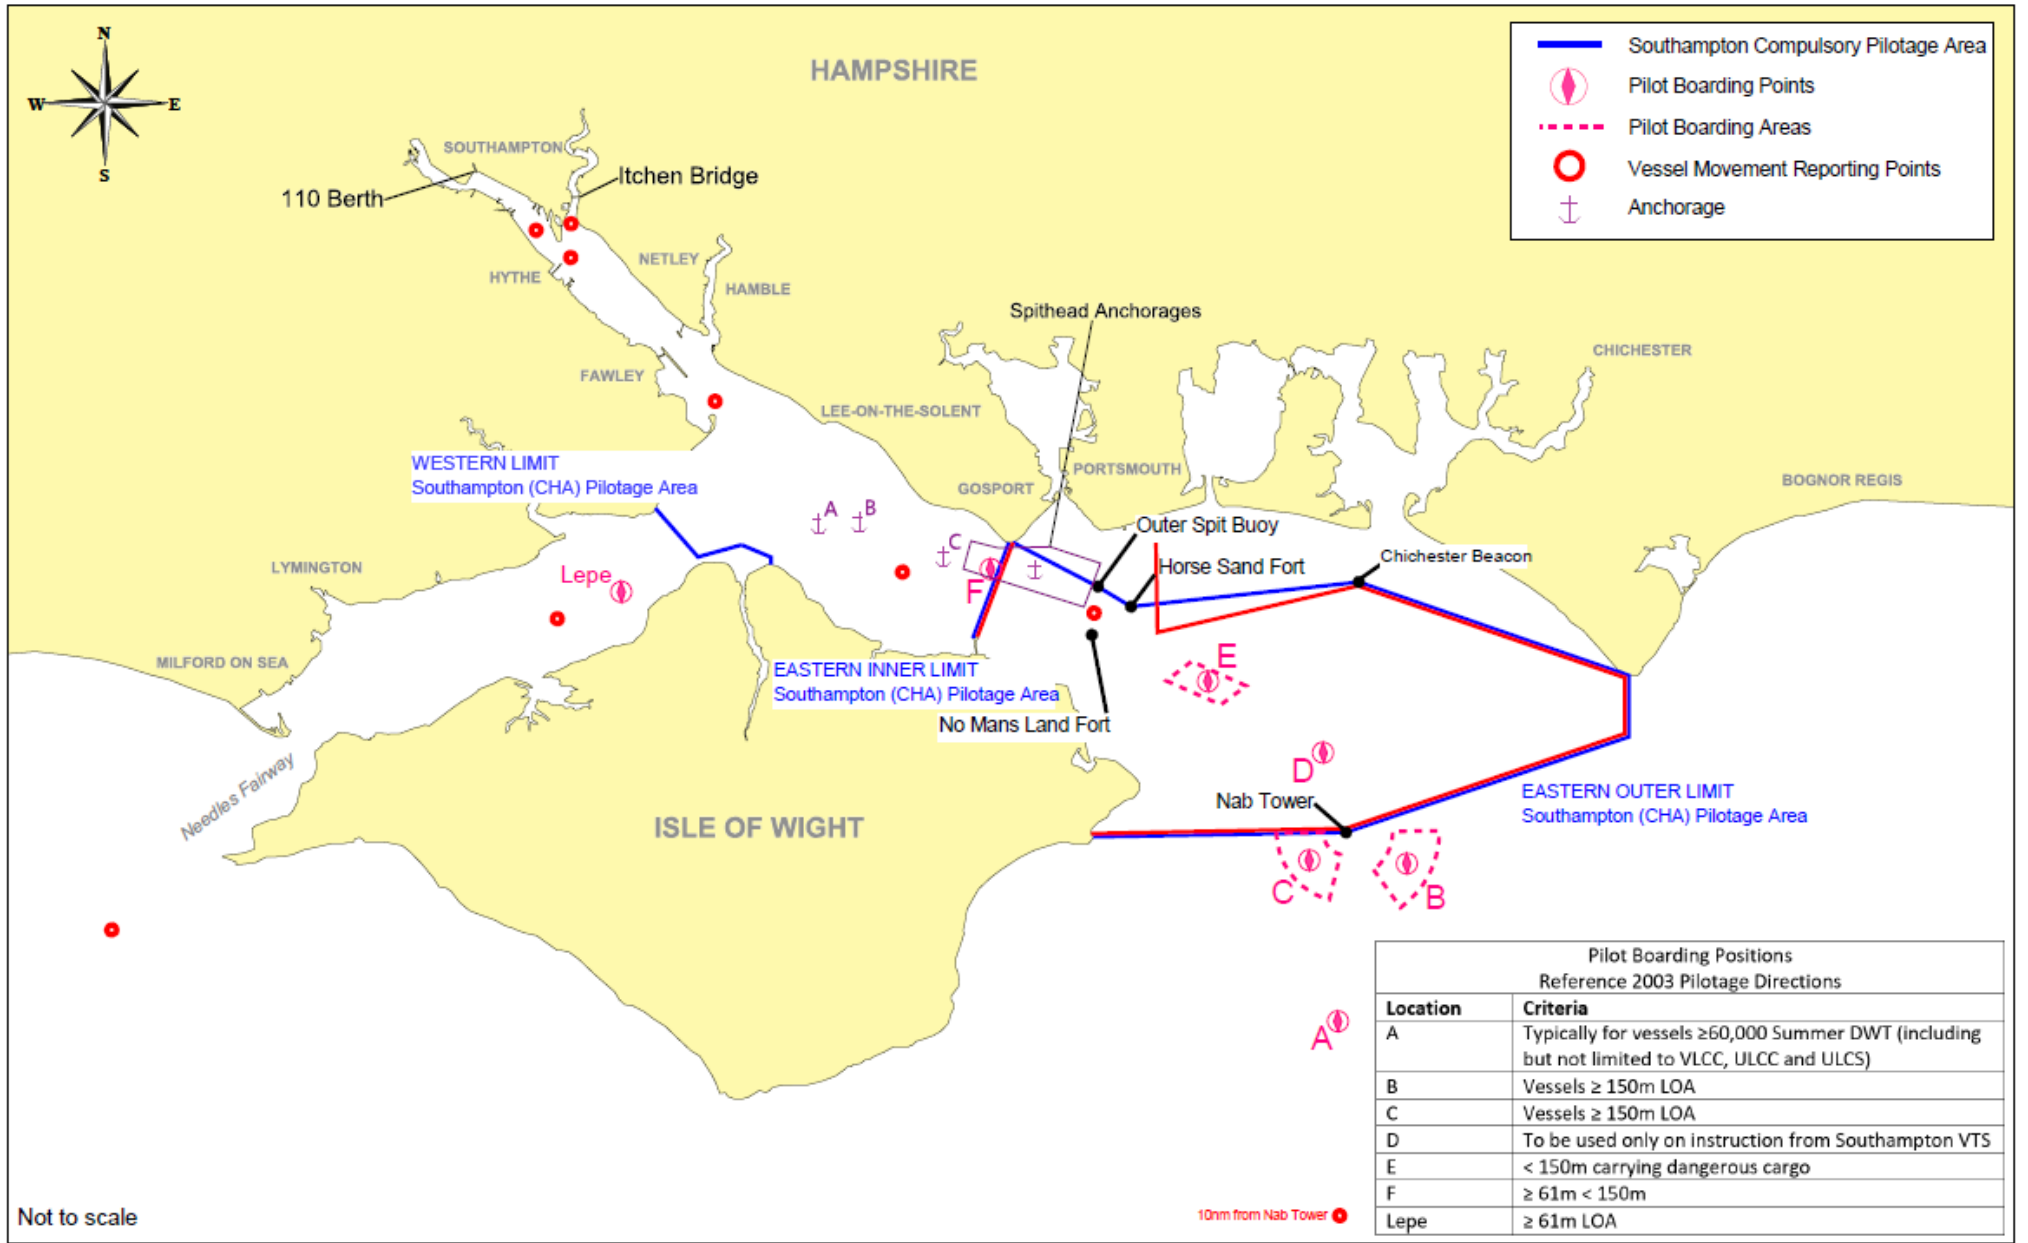 N
W
E
S
HAMPSHIRE
Southampton Compulsory Pilotage Area
Pilot Boarding Points
Pilot Boarding Areas
Vessel Movement Reporting Points
Anchorage
SOUTHAMPTON
Itchen Bridge
110 Berth
NETLEY
HYTHE
HAMBLE
Spithead Anchorages
CHICHESTER
FAWLEY
LEE-ON-THE-SOLENT
WESTERN LIMIT
Southampton (CHA) Pilotage Area
PORTSMOUTH
GOSPORT
BOGNOR REGIS
A
B
C
Outer Spit Buoy
Horse Sand Fort
Chichester Beacon
LYMINGTON
Lepe
F
MILFORD ON SEA
EASTERN INNER LIMIT
Southampton (CHA) Pilotage Area
E
No Mans Land Fort
D
Needles Fairway
Nab Tower
EASTERN OUTER LIMIT
Southampton (CHA) Pilotage Area
ISLE OF WIGHT
C
B
A
Pilot Boarding Positions
Reference 2003 Pilotage Directions
Location Criteria
A Typically for vessels ≥60,000 Summer DWT (including
but not limited to VLCC, ULCC and ULCS)
B Vessels ≥ 150m LOA
C Vessels ≥ 150m LOA
D To be used only on instruction from Southampton VTS
E < 150m carrying dangerous cargo
F ≥ 61m < 150m
Lepe ≥ 61m LOA
Not to scale
10nm from Nab Tower